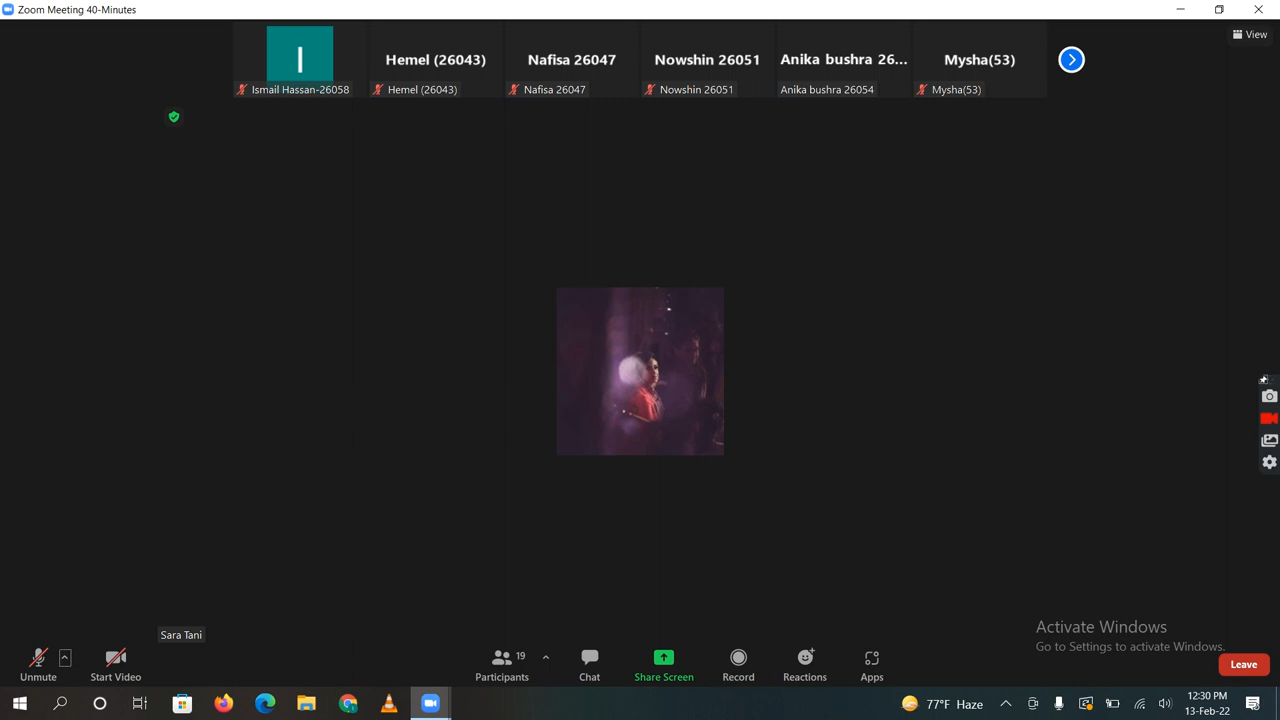 Zoom Meeting 40-Minutes
View
I
Hemel (26043)
Nafisa 26047
Nowshin 26051
Anika bushra 26...
Mysha(53)
Ismail Hassan-26058
Hemel (26043)
Nafisa 26047
Nowshin 26051
Anika bushra 26054
Mysha(53)
Sara Tani
Activate Windows
Go to Settings to activate Windows.
Unmute
Start Video
19
Participants
Chat
Share Screen
Record
Reactions
Apps
Leave
77°F Haze
12:30 PM
13-Feb-22